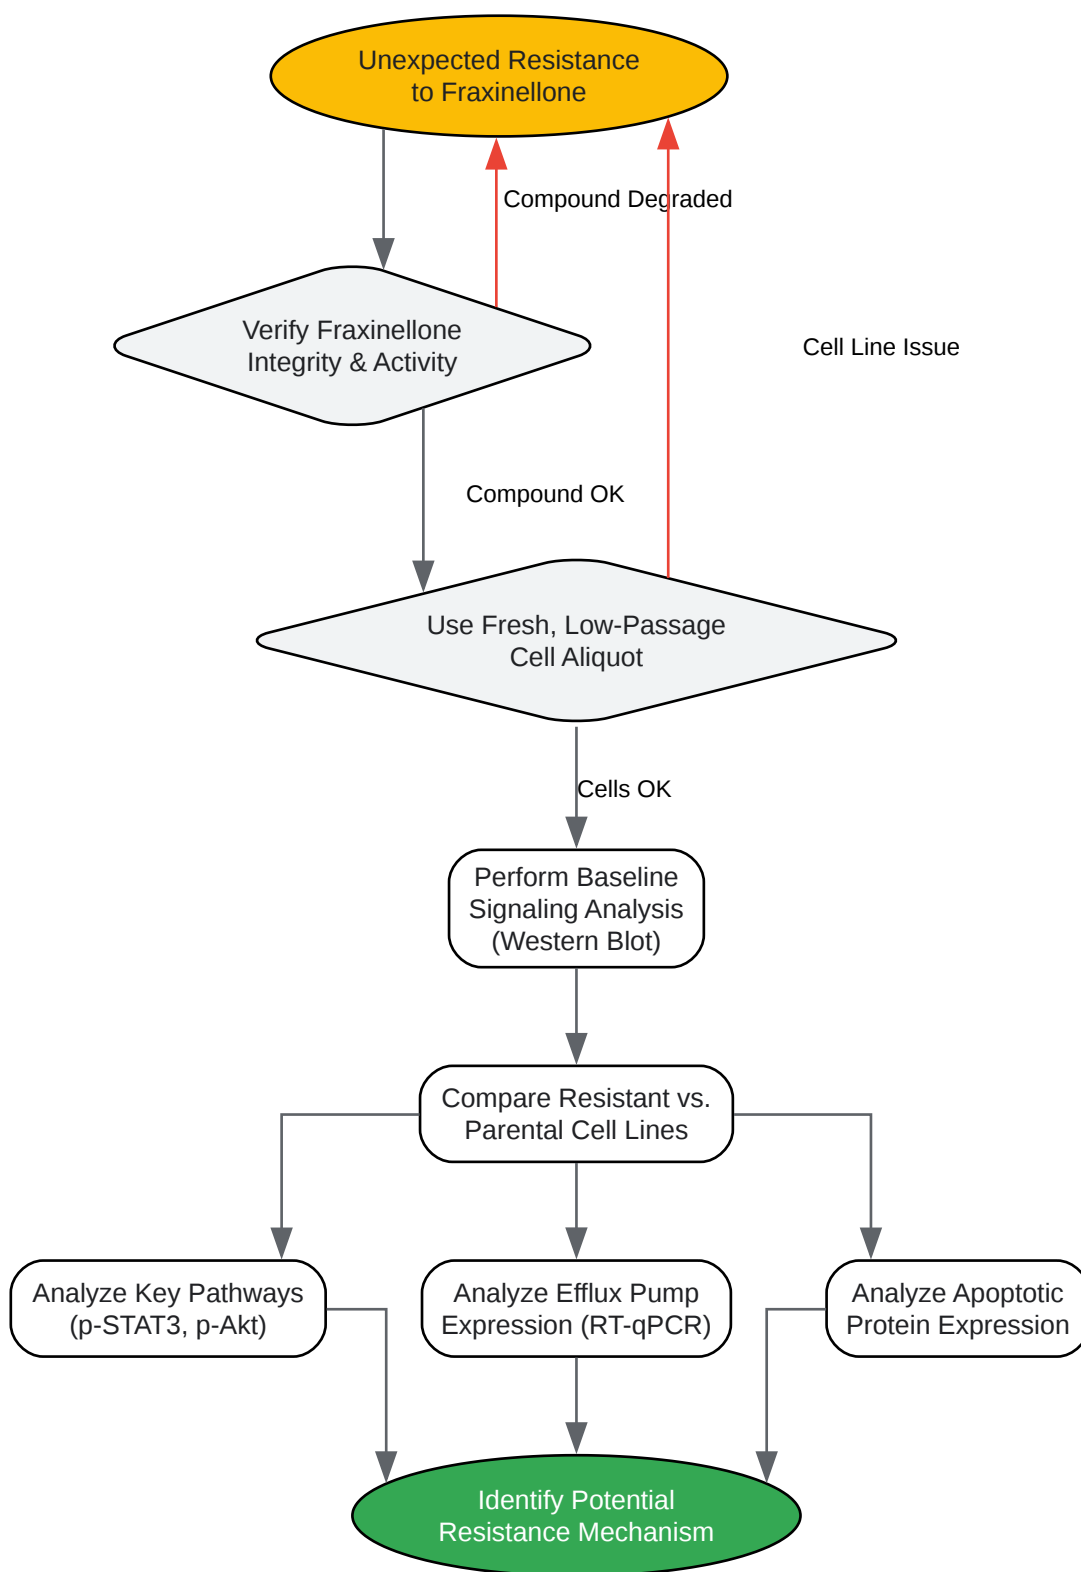 Unexpected Resistance
to Fraxinellone
Compound Degraded
Verify Fraxinellone
Integrity & Activity
Cell Line Issue
Compound OK
Use Fresh, Low-Passage
Cell Aliquot
Cells OK
Perform Baseline
Signaling Analysis
(Western Blot)
Compare Resistant vs.
Parental Cell Lines
Analyze Key Pathways
(p-STAT3, p-Akt)
Analyze Efflux Pump
Expression (RT-qPCR)
Analyze Apoptotic
Protein Expression
Identify Potential
Resistance Mechanism